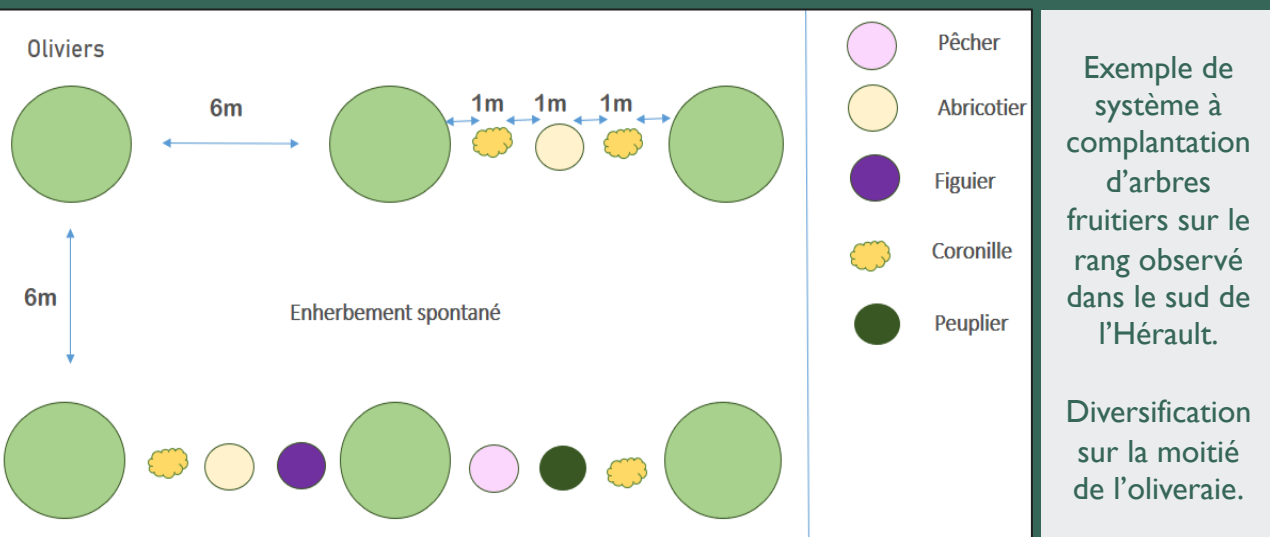 Oliviers
6m
1m 1m 1m
6m
Enherbement spontané
Pêcher
Abricotier
Figuier
Coronille
Peuplier
Exemple de
système à
complantation
d'arbres
fruitiers sur le
rang observé
dans le sud de
l'Hérault.
Diversification
sur la moitié
de l'oliveraie.